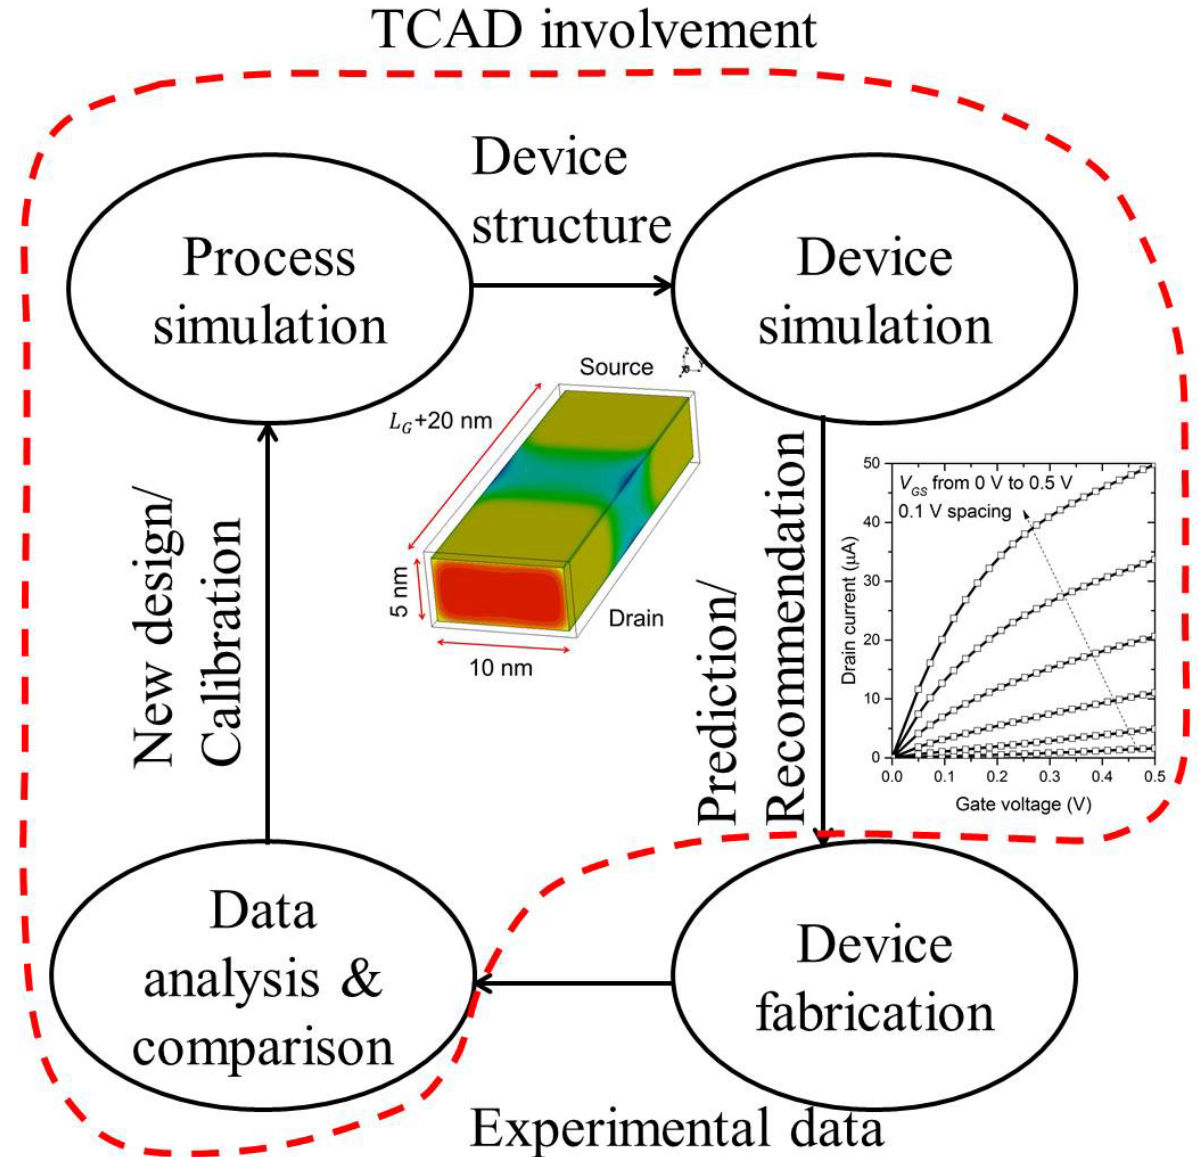 TCAD involvement
Device
structure
Process
simulation
Device
simulation
Source
L_G+20 nm
5 nm
10 nm
Drain
New design/
Calibration
Prediction/
Recommendation
V_GS from 0 V to 0.5 V
0.1 V spacing
Drain current (μA)
50
40
30
20
10
0
0.0 0.1 0.2 0.3 0.4 0.5
Gate voltage (V)
Data
analysis &
comparison
Device
fabrication
Experimental data